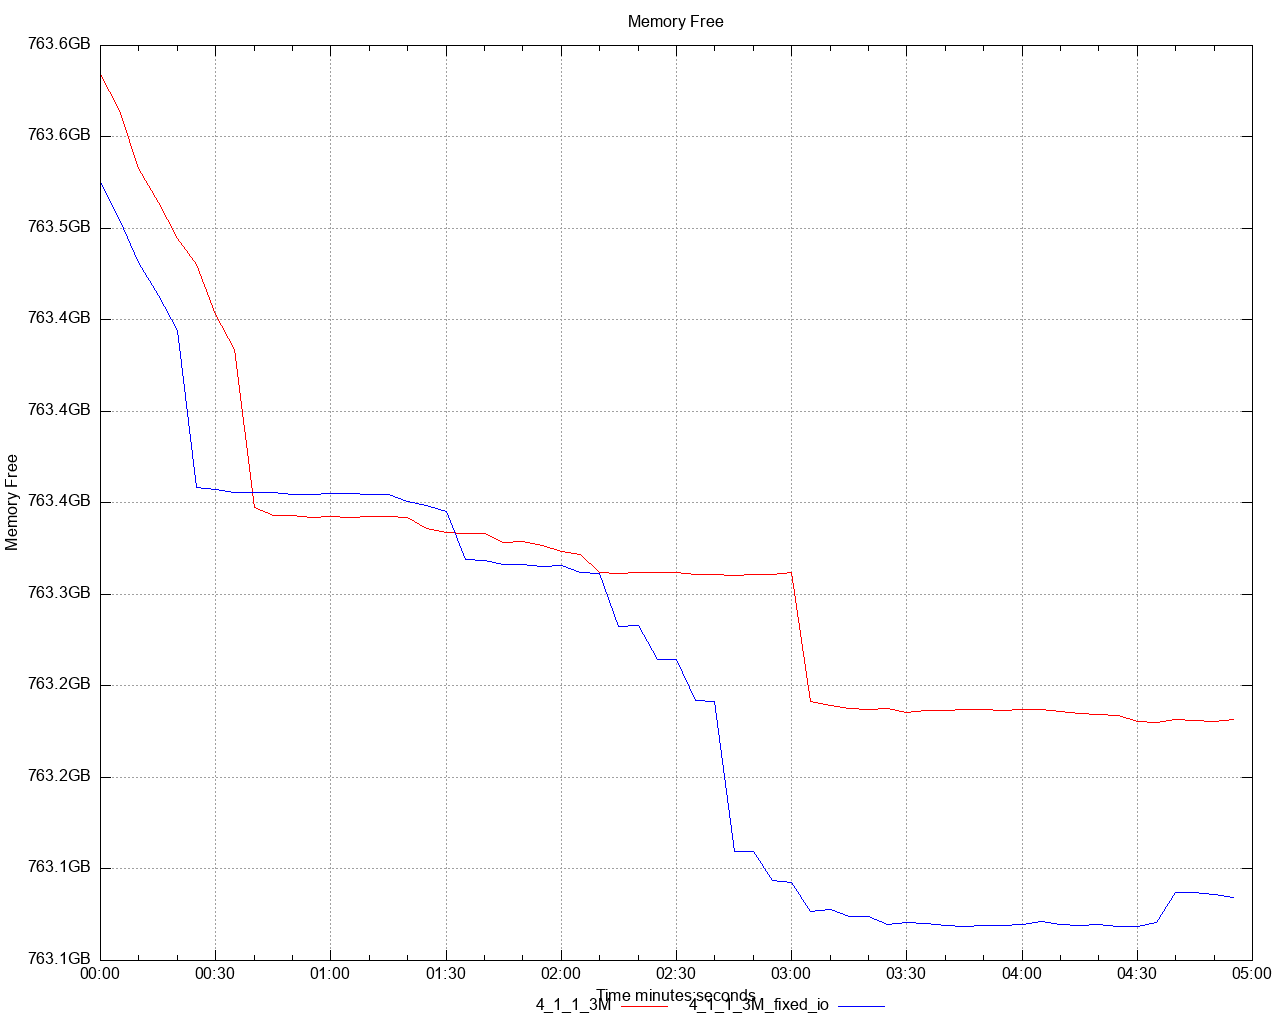 Memory Free
763.6GB
763.6GB
763.5GB
763.4GB
763.4GB
763.4GB
763.3GB
763.2GB
763.2GB
763.1GB
763.1GB
Memory Free
00:00 00:30 01:00 01:30 02:00 02:30 03:00 03:30 04:00 04:30 05:00
Time minutes:seconds
4_1_1_3M 4_1_1_3M_fixed_io